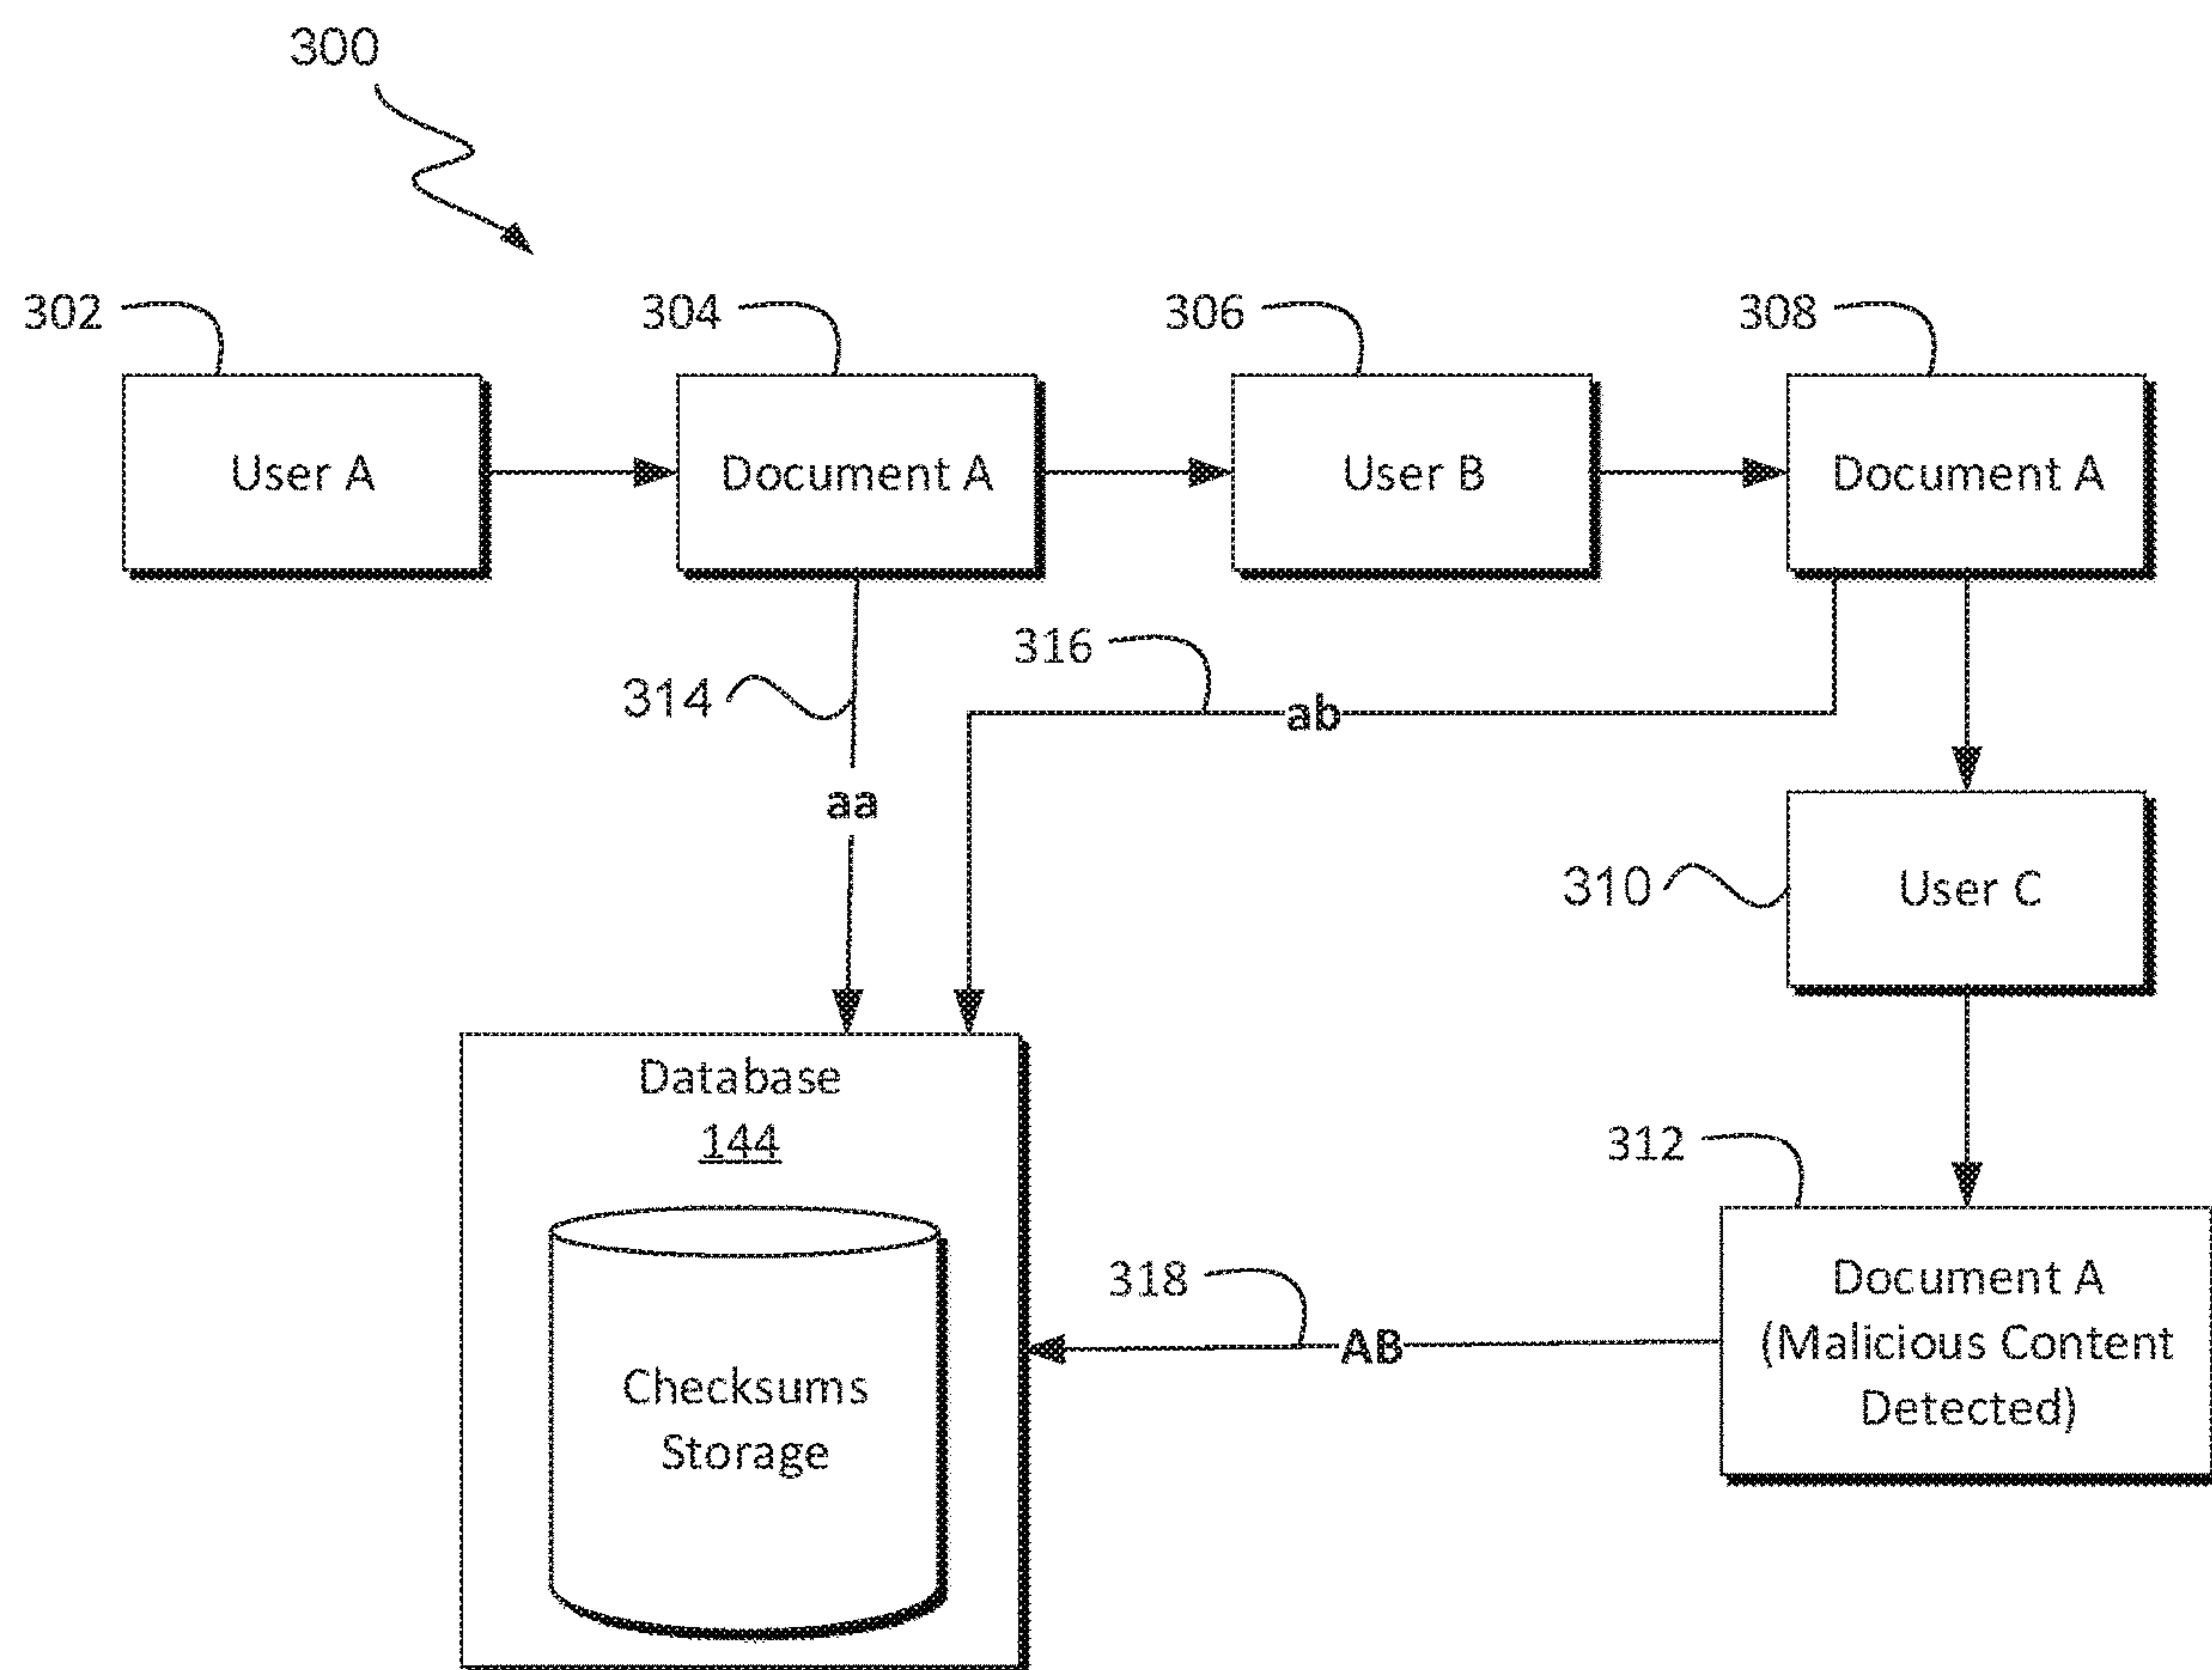 300
302
304
306
308
User A
Document A
User B
Document A
316
314
ab
aa
310
User C
Database
144
312
318
Document A
(Malicious Content
Detected)
AB
Checksums
Storage